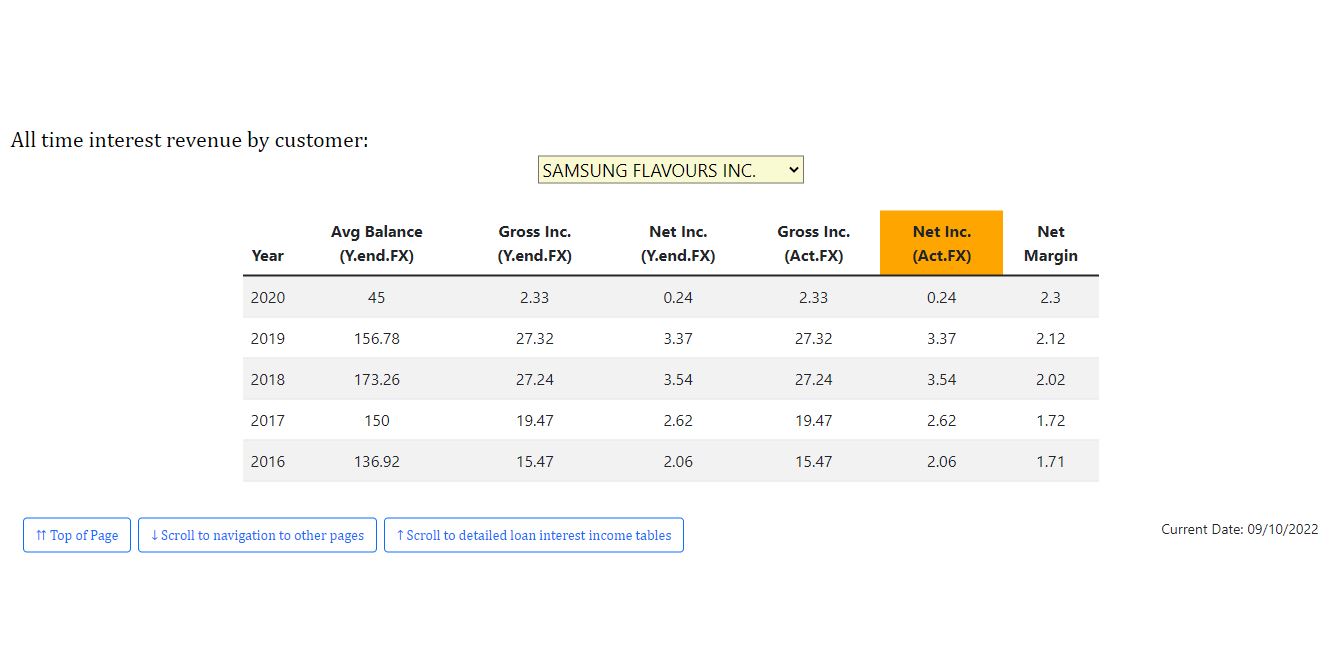 All time interest revenue by customer:
SAMSUNG FLAVOURS INC.
Year Avg Balance (Y.end.FX) Gross Inc. (Y.end.FX) Net Inc. (Y.end.FX) Gross Inc. (Act.FX) Net Inc. (Act.FX) Net Margin
2020 45 2.33 0.24 2.33 0.24 2.3
2019 156.78 27.32 3.37 27.32 3.37 2.12
2018 173.26 27.24 3.54 27.24 3.54 2.02
2017 150 19.47 2.62 19.47 2.62 1.72
2016 136.92 15.47 2.06 15.47 2.06 1.71
⇈ Top of Page ↓ Scroll to navigation to other pages ↑ Scroll to detailed loan interest income tables Current Date: 09/10/2022